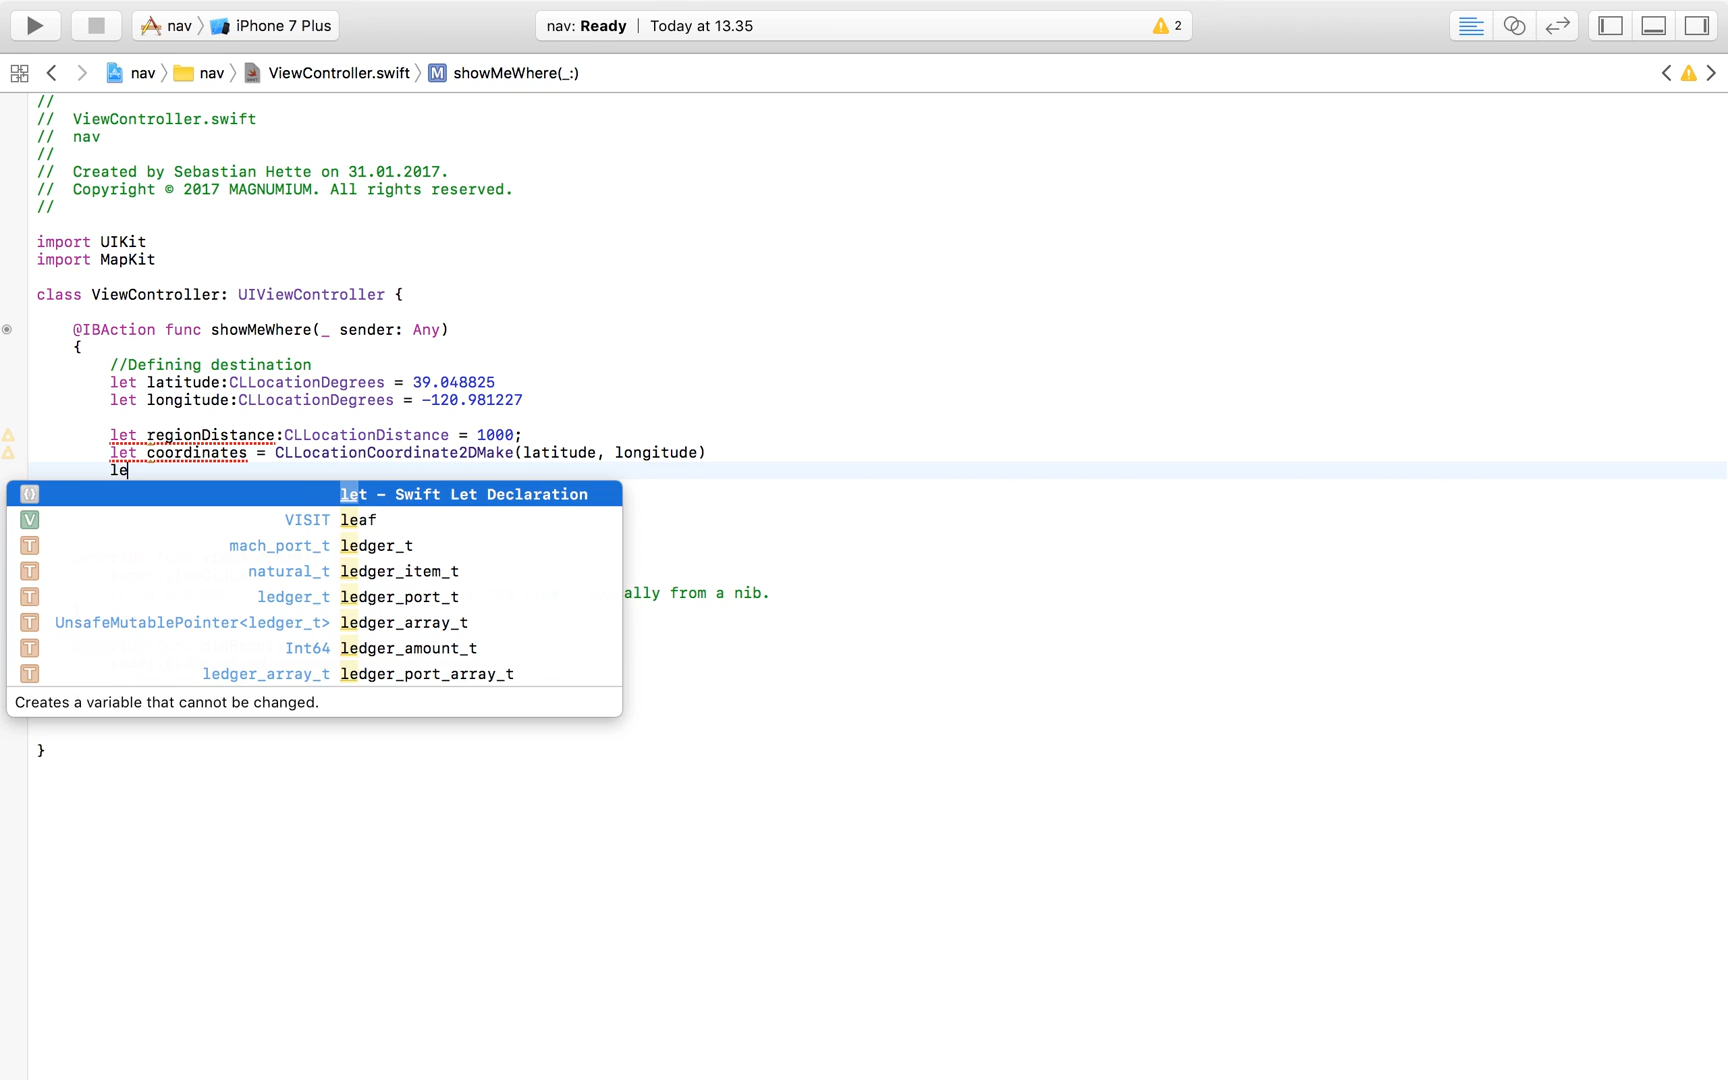 nav iPhone 7 Plus nav: Ready | Today at 13.35 2
nav nav ViewController.swift M showMeWhere(_:)
//
// ViewController.swift
// nav
//
// Created by Sebastian Hette on 31.01.2017.
// Copyright © 2017 MAGNUMIUM. All rights reserved.
//
import UIKit
import MapKit
class ViewController: UIViewController {
@IBAction func showMeWhere(_ sender: Any)
{
//Defining destination
let latitude:CLLocationDegrees = 39.048825
let longitude:CLLocationDegrees = -120.981227
let regionDistance:CLLocationDistance = 1000;
let coordinates = CLLocationCoordinate2DMake(latitude, longitude)
le
{} let - Swift Let Declaration
V VISIT leaf
T mach_port_t ledger_t
T natural_t ledger_item_t
T ledger_t ledger_port_t ally from a nib.
T UnsafeMutablePointer<ledger_t> ledger_array_t
T Int64 ledger_amount_t
T ledger_array_t ledger_port_array_t
Creates a variable that cannot be changed.
}